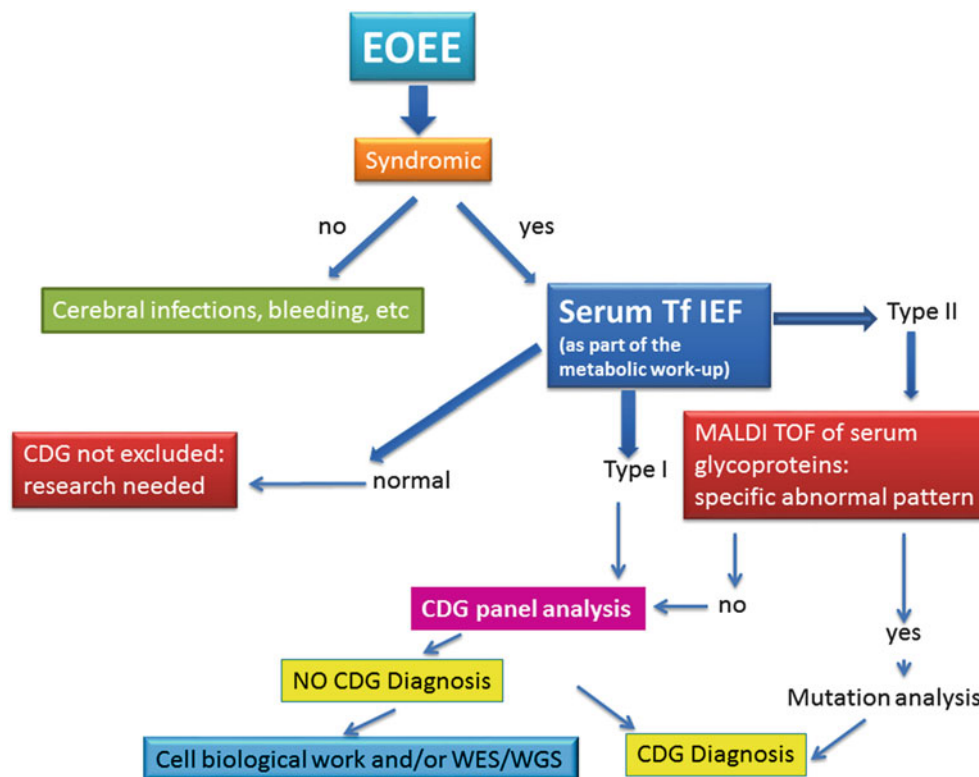 EOEE
Syndromic
no
yes
Cerebral infections, bleeding, etc
Serum Tf IEF
(as part of the
metabolic work-up)
Type II
CDG not excluded:
research needed
normal
Type I
MALDI TOF of serum
glycoproteins:
specific abnormal pattern
CDG panel analysis
no
yes
NO CDG Diagnosis
Mutation analysis
Cell biological work and/or WES/WGS
CDG Diagnosis